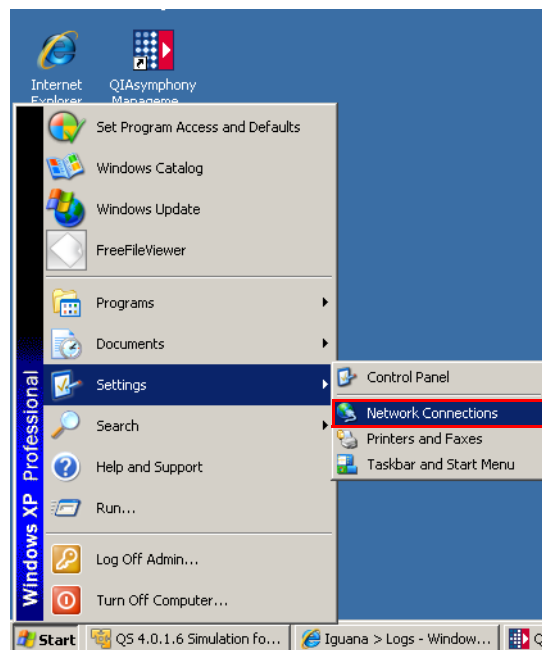 Internet
Explorer
QIAsymphony
Manageme...
Set Program Access and Defaults
Windows Catalog
Windows Update
FreeFileViewer
Programs
Documents
Settings
Search
Help and Support
Run...
Log Off Admin...
Turn Off Computer...
Windows XP Professional
Control Panel
Network Connections
Printers and Faxes
Taskbar and Start Menu
Start
QS 4.0.1.6 Simulation fo...
Iguana > Logs - Window...
Q